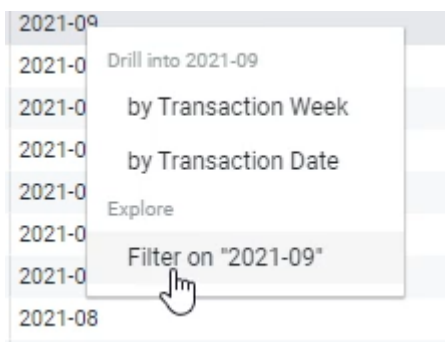 2021-09
Drill into 2021-09
2021-0
by Transaction Week
2021-0
2021-0
by Transaction Date
2021-0
Explore
2021-0
Filter on "2021-09"
2021-0
2021-08